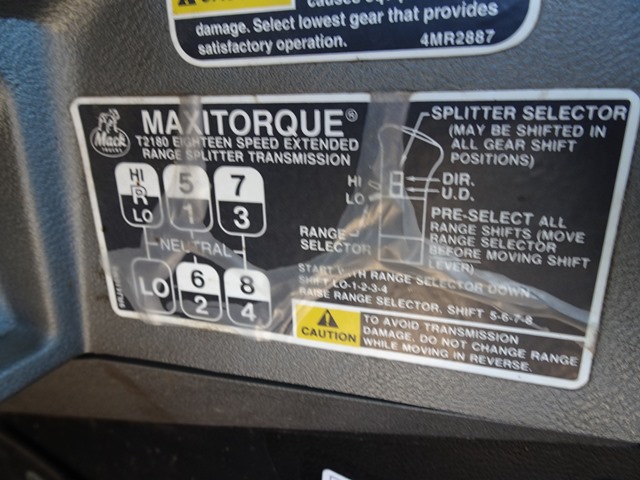 causes
damage. Select lowest gear that provides
satisfactory operation. 4MR2887
Mack
MAXITORQUE®
T2180 EIGHTEEN SPEED EXTENDED
RANGE SPLITTER TRANSMISSION
HI
R
LO
5
1
7
3
NEUTRAL
LO
6
2
8
4
SPLITTER SELECTOR
(MAY BE SHIFTED IN
ALL GEAR SHIFT
POSITIONS)
HI
LO
DIR.
U.D.
RANGE
SELECTOR
PRE-SELECT ALL
RANGE SHIFTS (MOVE
RANGE SELECTOR
BEFORE MOVING SHIFT
LEVER)
START WITH RANGE SELECTOR DOWN.
SHIFT LO-1-2-3-4
RAISE RANGE SELECTOR, SHIFT 5-6-7-8
CAUTION
TO AVOID TRANSMISSION
DAMAGE, DO NOT CHANGE RANGE
WHILE MOVING IN REVERSE.